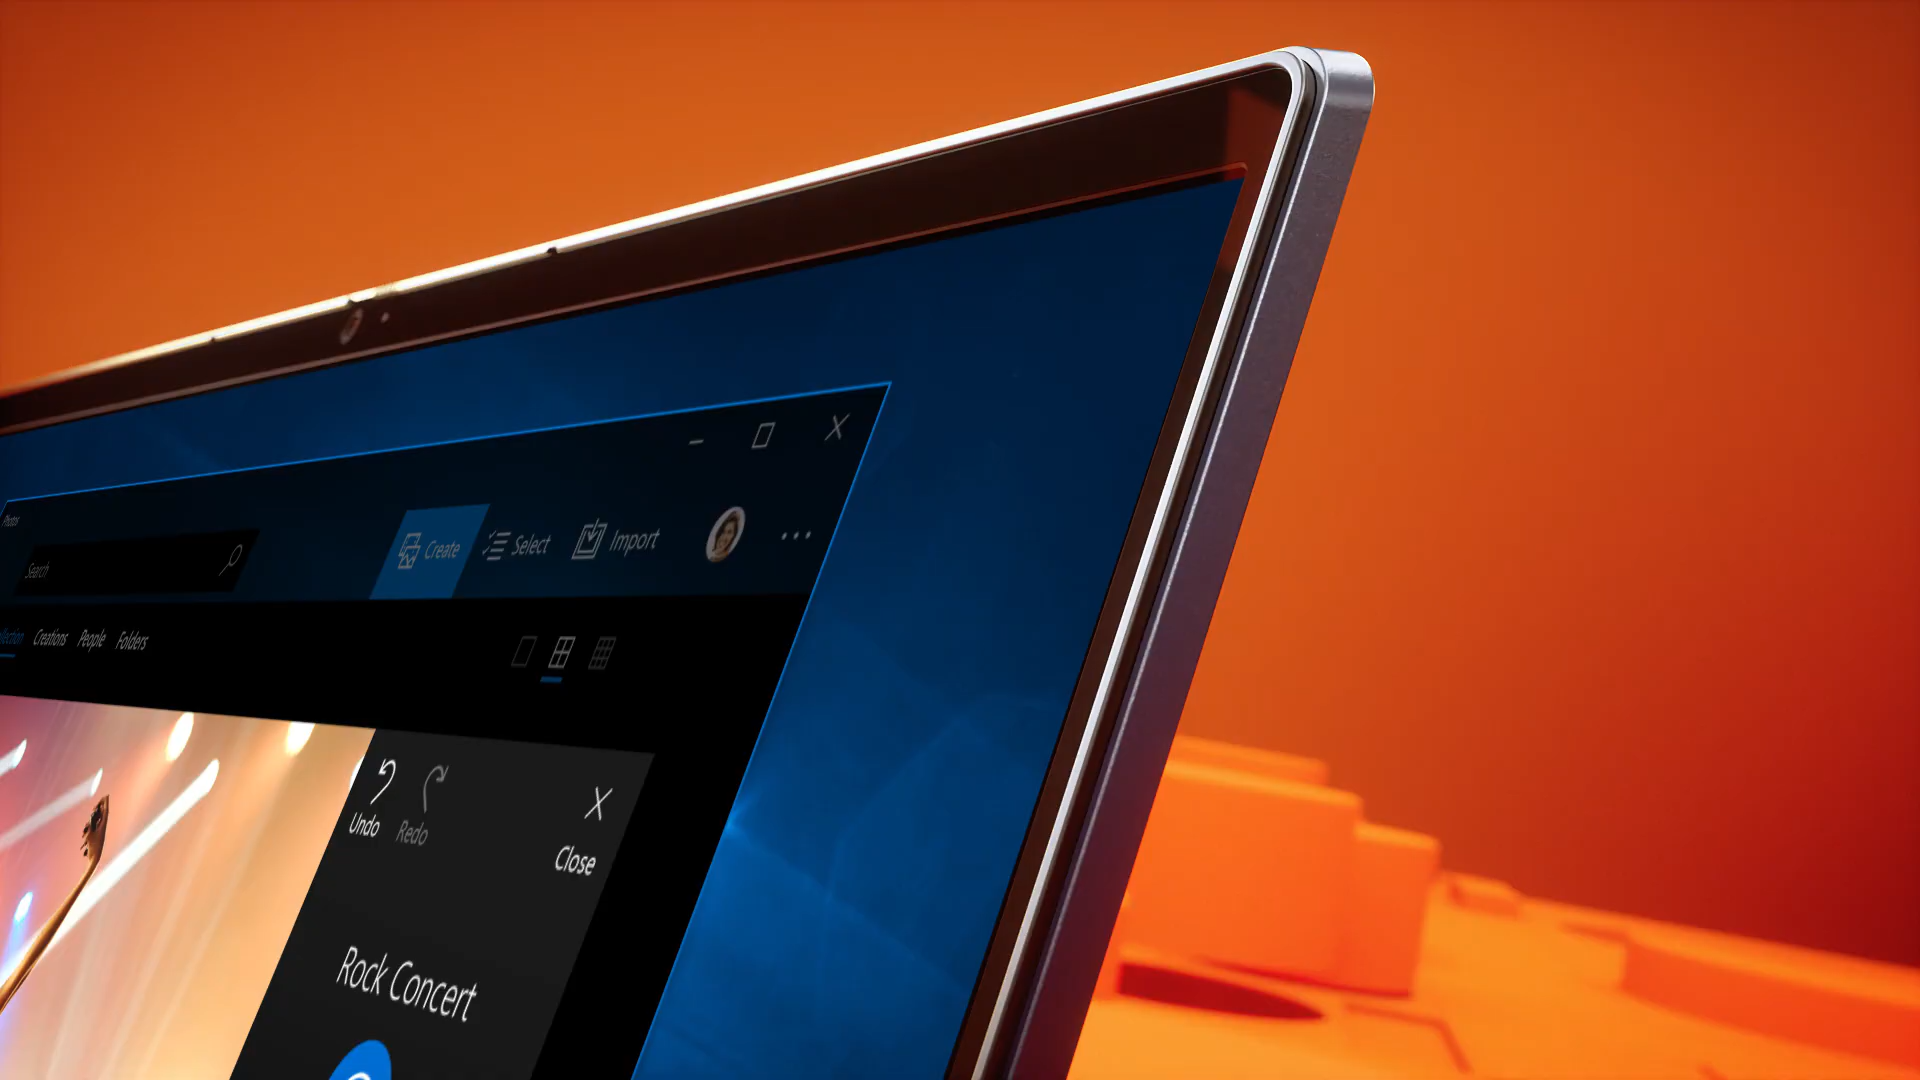 Photos
Search
Create
Select
Import
Creations
People
Folders
Undo
Redo
Close
Rock Concert